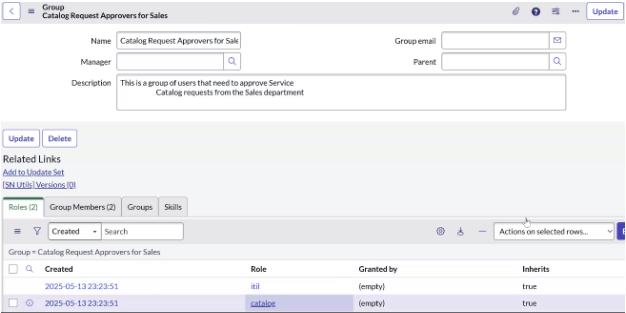 Group
Catalog Request Approvers for Sales
Update
Name Catalog Request Approvers for Sale Group email
Manager Parent
Description This is a group of users that need to approve Service
Catalog requests from the Sales department
Update Delete
Related Links
Add to Update Set
[SN Utils] Versions (0)
Roles (2) Group Members (2) Groups Skills
Created Search Actions on selected rows...
Group = Catalog Request Approvers for Sales
Created Role Granted by Inherits
2025-05-13 23:23:51 itil (empty) true
2025-05-13 23:23:51 catalog (empty) true